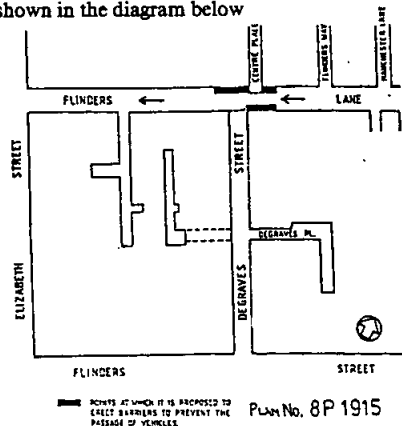 shown in the diagram below
CENTRE PLACE
FLINDERS WAY
MANCHESTER LANE
FLINDERS
LANE
STREET
STREET
DEGRAVES PL.
ELIZABETH
DEGRAVES
FLINDERS
STREET
POINTS AT WHICH IT IS PROPOSED TO
ERECT BARRIERS TO PREVENT THE
PASSAGE OF VEHICLES.
PLAN No. 8P 1915